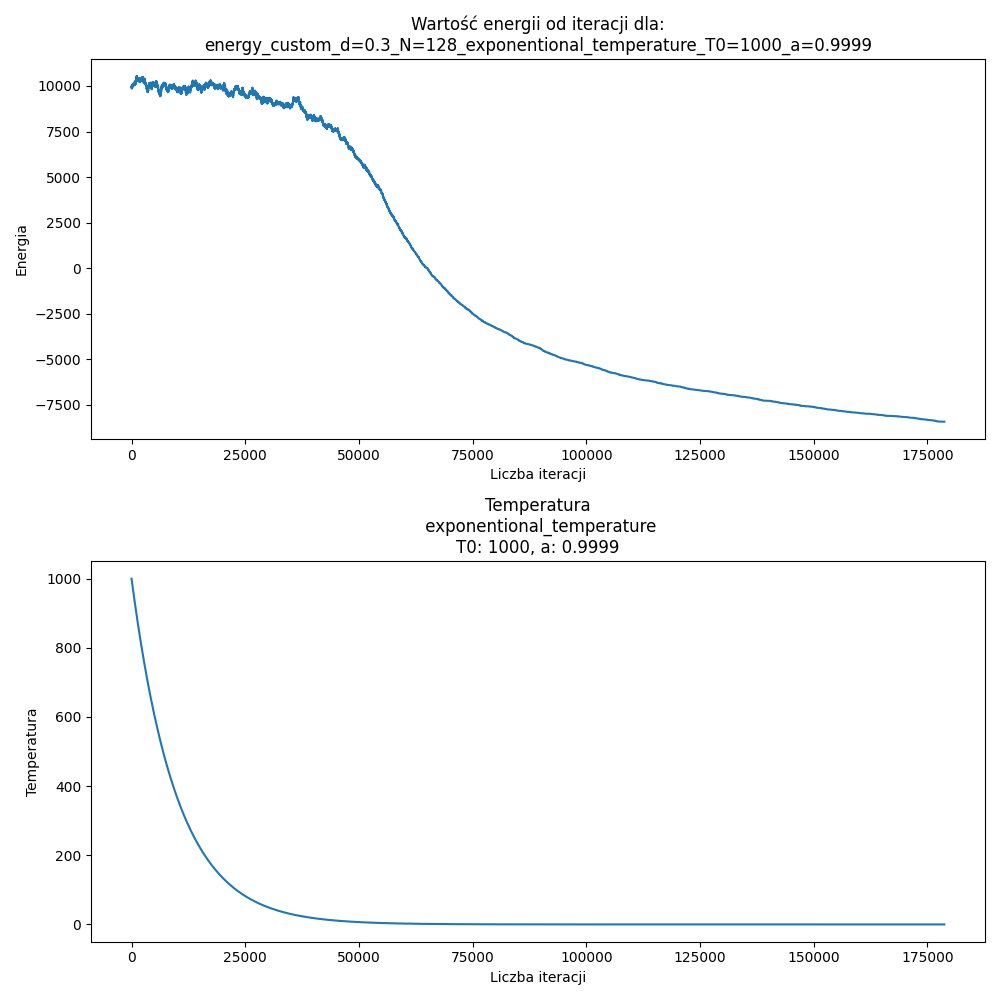 Wartość energii od iteracji dla:
energy_custom_d=0.3_N=128_exponentional_temperature_T0=1000_a=0.9999
10000
7500
5000
2500
0
−2500
−5000
−7500
Energia
0 25000 50000 75000 100000 125000 150000 175000
Liczba iteracji
Temperatura
exponentional_temperature
T0: 1000, a: 0.9999
1000
800
600
400
200
0
Temperatura
0 25000 50000 75000 100000 125000 150000 175000
Liczba iteracji